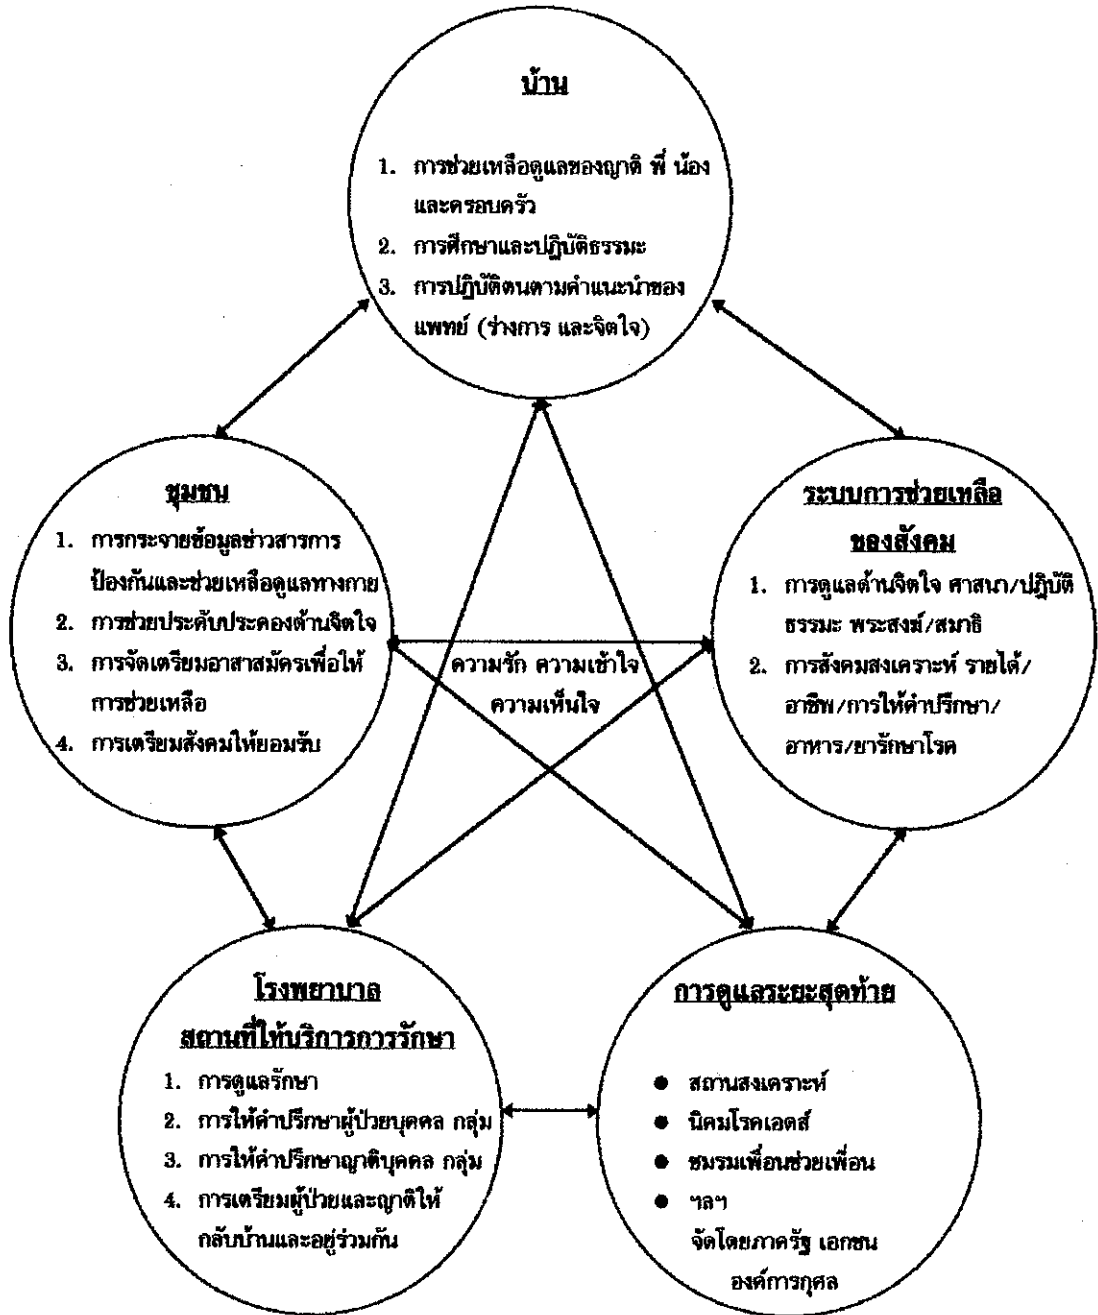 บ้าน
1. การช่วยเหลือดูแลของญาติ พี่ น้อง
และครอบครัว
2. การศึกษาและปฏิบัติธรรมะ
3. การปฏิบัติตนตามคำแนะนำของ
แพทย์ (ร่างการ และจิตใจ)
ชุมชน
1. การกระจายข้อมูลข่าวสารการ
ป้องกันและช่วยเหลือดูแลทางกาย
2. การช่วยประคับประคองด้านจิตใจ
3. การจัดเตรียมอาสาสมัครเพื่อให้
การช่วยเหลือ
4. การเตรียมสังคมให้ยอมรับ
ระบบการช่วยเหลือ
ของสังคม
1. การดูแลด้านจิตใจ ศาสนา/ปฏิบัติ
ธรรมะ พระสงฆ์/สมาธิ
2. การสังคมสงเคราะห์ รายได้/
อาชีพ/การให้คำปรึกษา/
อาหาร/ยารักษาโรค
ความรัก ความเข้าใจ
ความเห็นใจ
โรงพยาบาล
สถานที่ให้บริการการรักษา
1. การดูแลรักษา
2. การให้คำปรึกษาผู้ป่วยบุคคล กลุ่ม
3. การให้คำปรึกษาญาติบุคคล กลุ่ม
4. การเตรียมผู้ป่วยและญาติให้
กลับบ้านและอยู่ร่วมกัน
การดูแลระยะสุดท้าย
● สถานสงเคราะห์
● นิคมโรคเอดส์
● ชมรมเพื่อนช่วยเพื่อน
● ฯลฯ
จัดโดยภาครัฐ เอกชน
องค์การกุศล